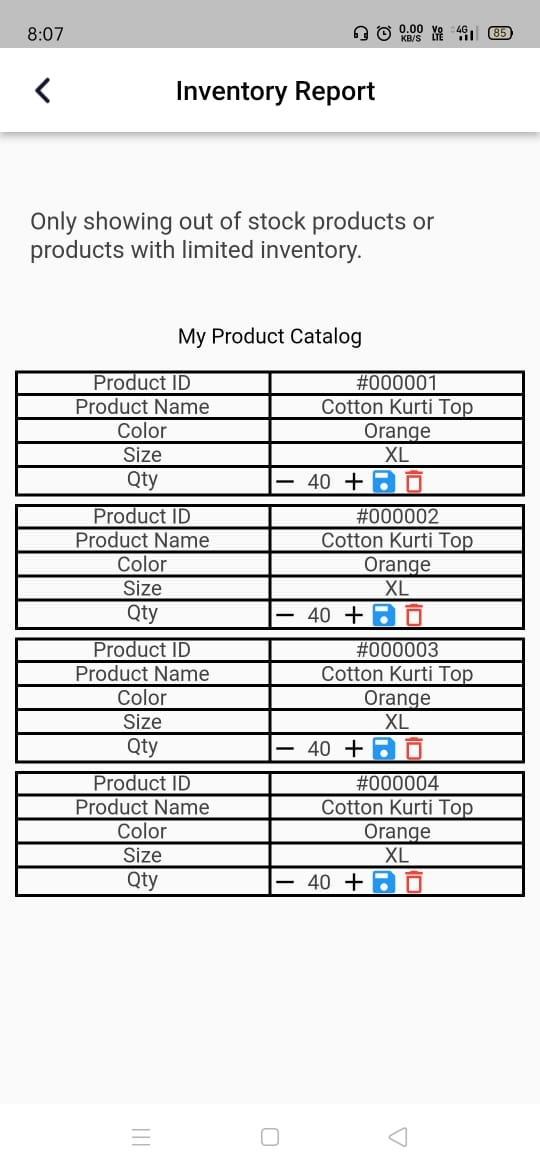 8:07 0.00 KB/S Vo LTE 4G 85
Inventory Report
Only showing out of stock products or
products with limited inventory.
My Product Catalog
Product ID #000001
Product Name Cotton Kurti Top
Color Orange
Size XL
Qty − 40 +
Product ID #000002
Product Name Cotton Kurti Top
Color Orange
Size XL
Qty − 40 +
Product ID #000003
Product Name Cotton Kurti Top
Color Orange
Size XL
Qty − 40 +
Product ID #000004
Product Name Cotton Kurti Top
Color Orange
Size XL
Qty − 40 +